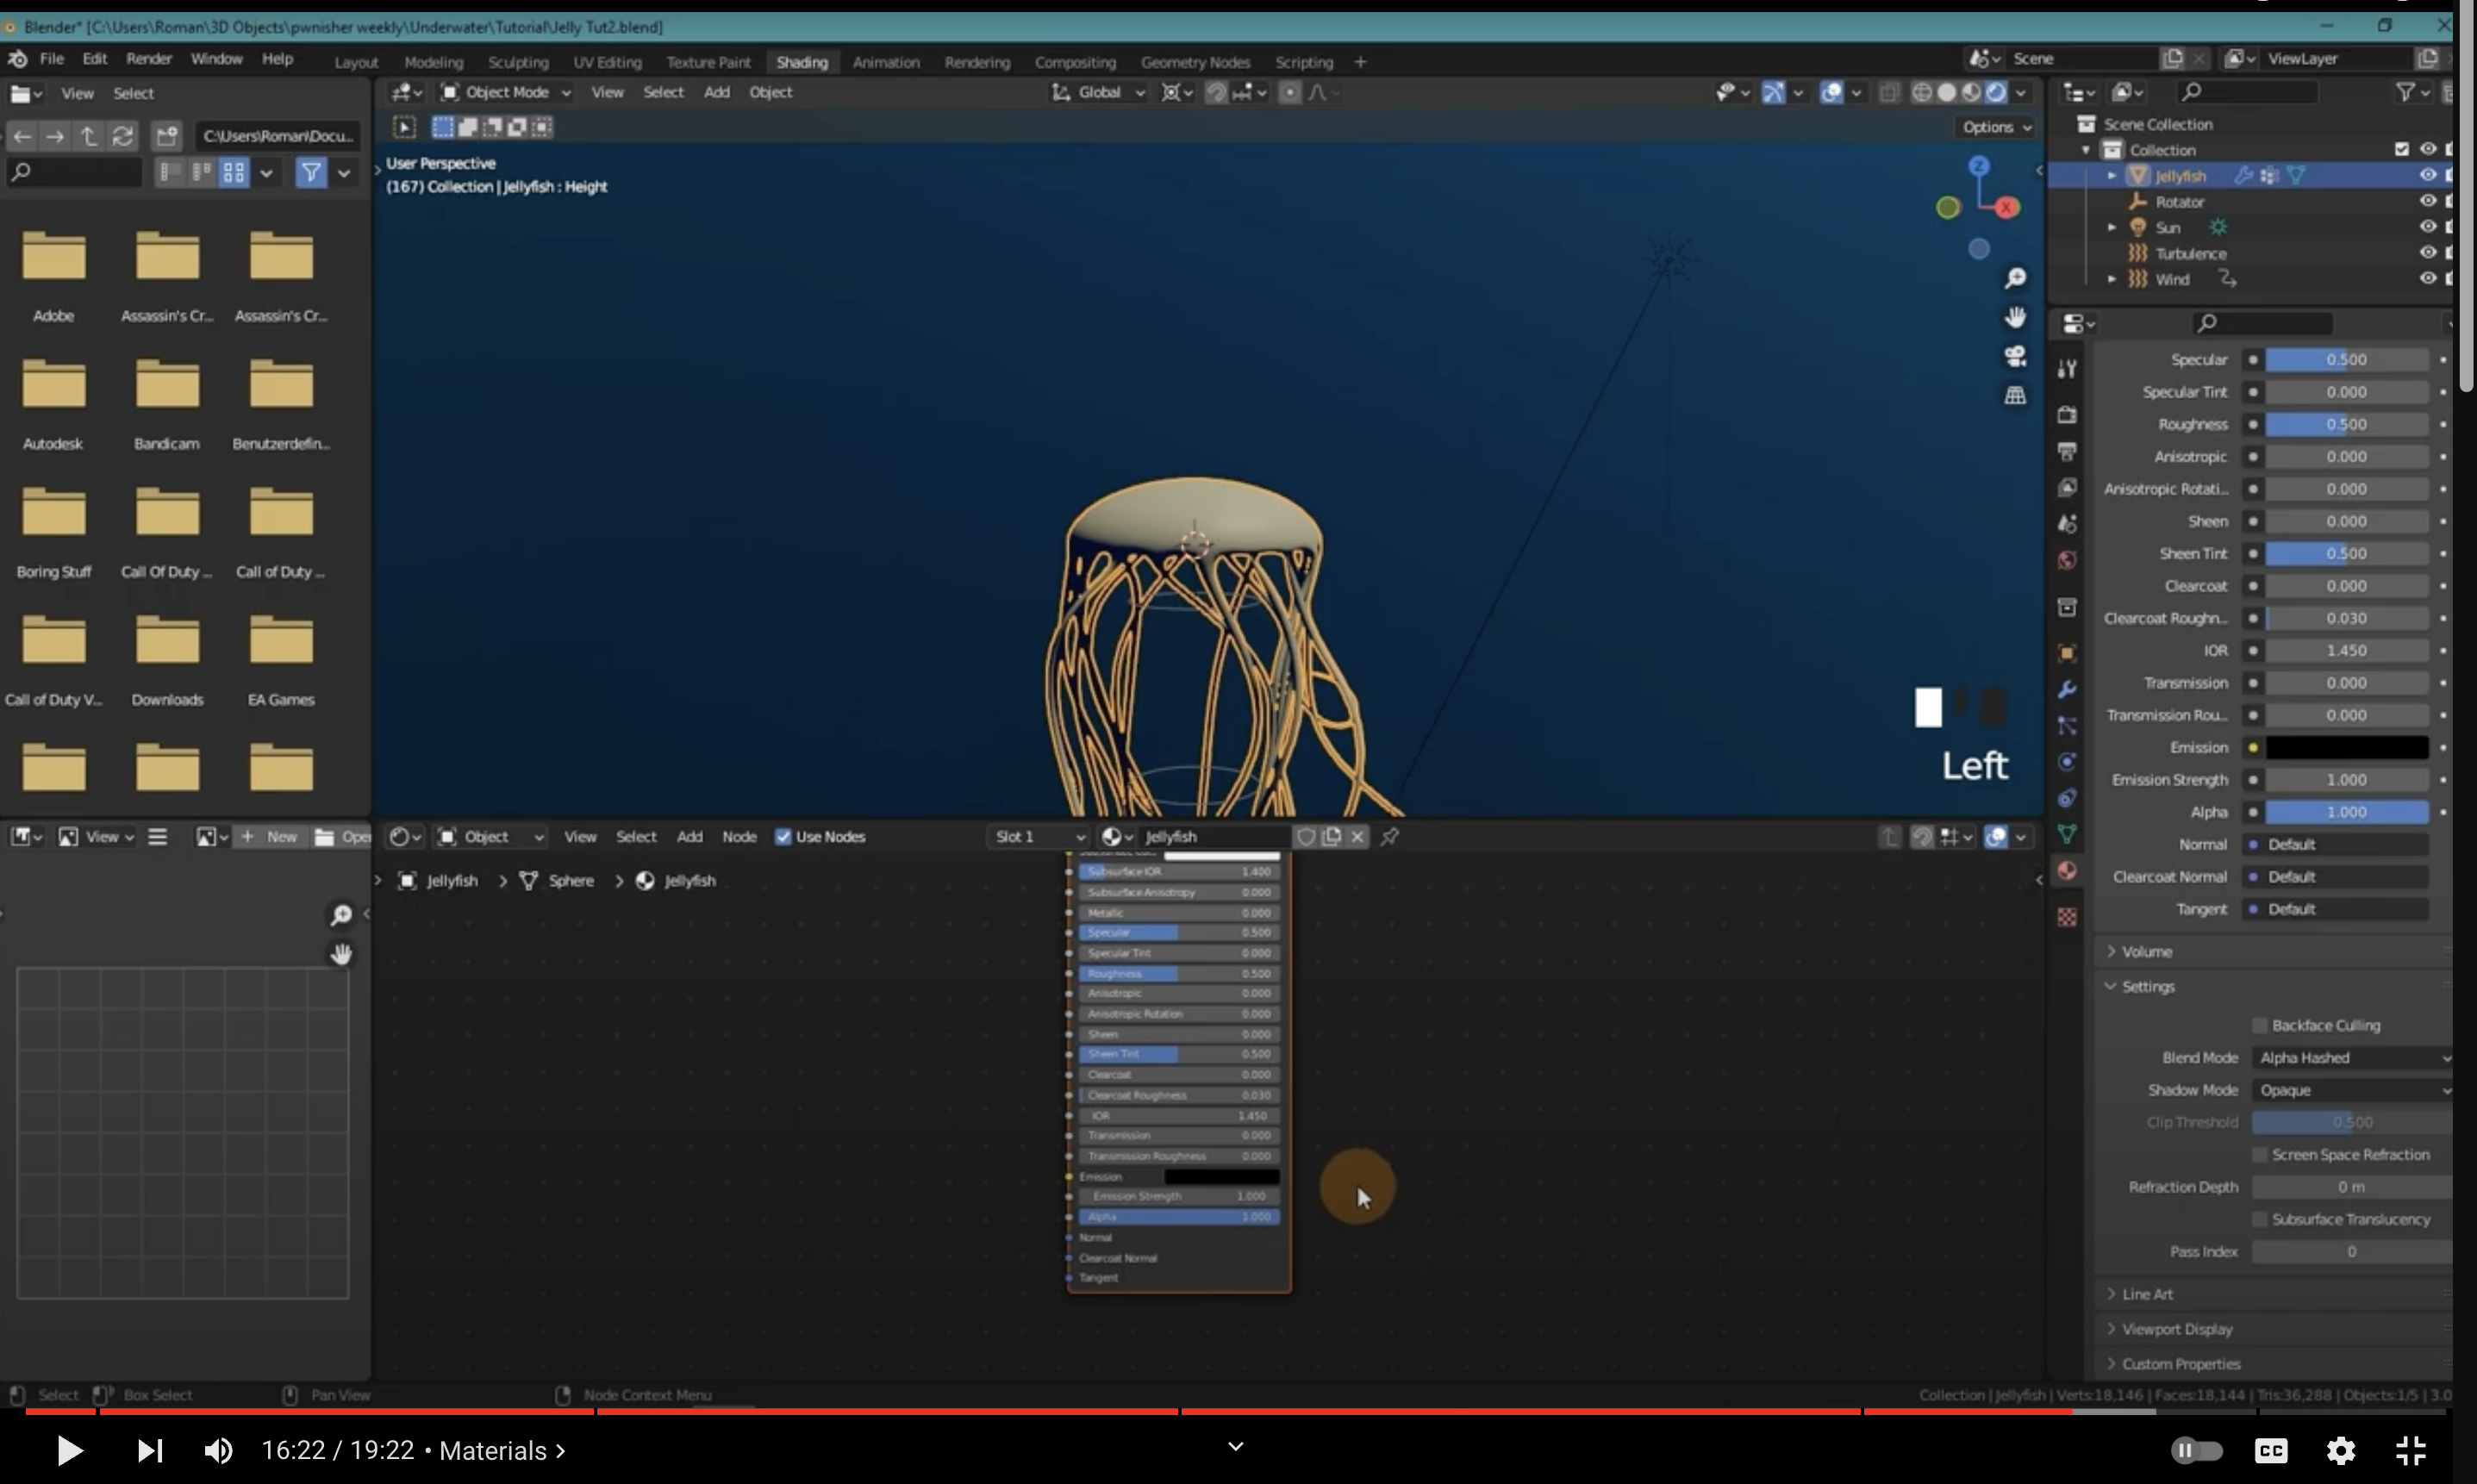 Blender* [C:\Users\Roman\3D Objects\pwnisher weekly\Underwater\Tutorial\Jelly Tut2.blend]
File Edit Render Window Help Layout Modeling Sculpting UV Editing Texture Paint Shading Animation Rendering Compositing Geometry Nodes Scripting + Scene ViewLayer
View Select Object Mode View Select Add Object Global
C:\Users\Roman\Docu... Options
User Perspective
(167) Collection | Jellyfish : Height
Z
X
Adobe Assassin's Cr... Assassin's Cr...
Autodesk Bandicam Benutzerdefin...
Boring Stuff Call Of Duty ... Call of Duty ...
Call of Duty V... Downloads EA Games
Left
Scene Collection
Collection
Jellyfish
Rotator
Sun
Turbulence
Wind
Specular 0.500
Specular Tint 0.000
Roughness 0.500
Anisotropic 0.000
Anisotropic Rotati... 0.000
Sheen 0.000
Sheen Tint 0.500
Clearcoat 0.000
Clearcoat Roughn... 0.030
IOR 1.450
Transmission 0.000
Transmission Rou... 0.000
Emission
Emission Strength 1.000
Alpha 1.000
Normal Default
Clearcoat Normal Default
Tangent Default
Volume
Settings
Backface Culling
Blend Mode Alpha Hashed
Shadow Mode Opaque
Clip Threshold 0.500
Screen Space Refraction
Refraction Depth 0 m
Subsurface Translucency
Pass Index 0
Line Art
Viewport Display
Custom Properties
View + New Ope Object View Select Add Node Use Nodes Slot 1 Jellyfish
Jellyfish > Sphere > Jellyfish
Subsurface IOR 1.400
Subsurface Anisotropy 0.000
Metallic 0.000
Specular 0.500
Specular Tint 0.000
Roughness 0.500
Anisotropic 0.000
Anisotropic Rotation 0.000
Sheen 0.000
Sheen Tint 0.500
Clearcoat 0.000
Clearcoat Roughness 0.030
IOR 1.450
Transmission 0.000
Transmission Roughness 0.000
Emission
Emission Strength 1.000
Alpha 1.000
Normal
Clearcoat Normal
Tangent
Select Box Select Pan View Node Context Menu Collection | Jellyfish | Verts:18,146 | Faces:18,144 | Tris:36,288 | Objects:1/5 | 3.0
16:22 / 19:22 • Materials > CC